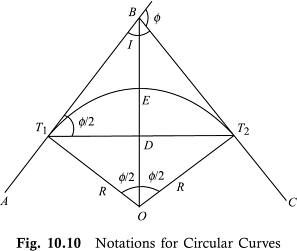 B
ϕ
I
E
ϕ/2
T1
T2
D
ϕ/2
ϕ/2
R
R
A
O
C
Fig. 10.10 Notations for Circular Curves